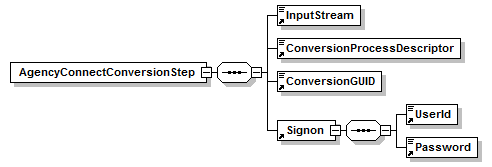 InputStream
ConversionProcessDescriptor
AgencyConnectConversionStep
ConversionGUID
UserId
Signon
Password